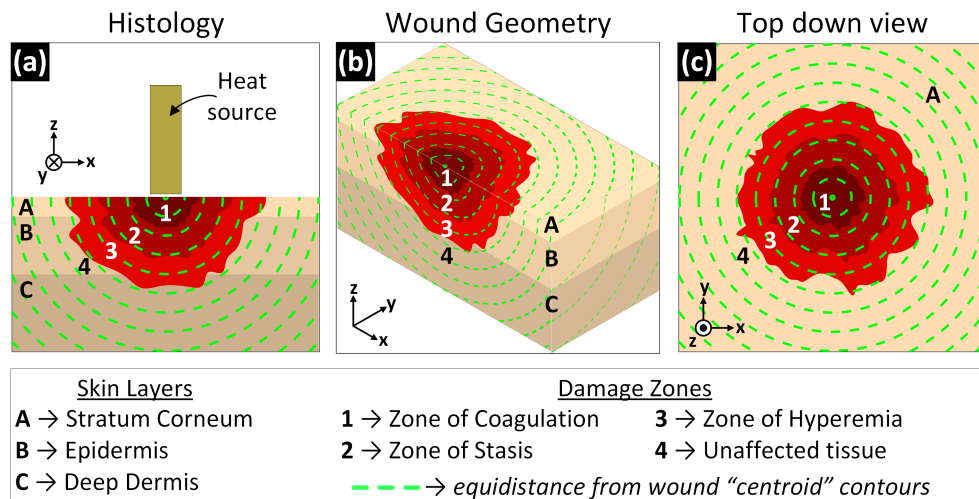 Histology
Wound Geometry
Top down view
(a)
Heat
source
z
x
y
A
B
C
1
2
3
4
(b)
1
2
3
4
A
B
C
z
y
x
(c)
A
1
2
3
4
y
x
z
Skin Layers
A → Stratum Corneum
B → Epidermis
C → Deep Dermis
Damage Zones
1 → Zone of Coagulation
2 → Zone of Stasis
3 → Zone of Hyperemia
4 → Unaffected tissue
→ equidistance from wound “centroid” contours